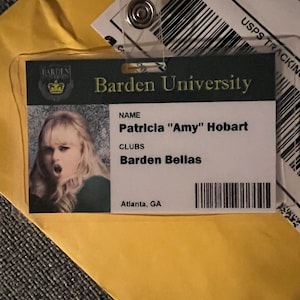 USPS TRACKING
BARDEN
Barden University
NAME
Patricia "Amy" Hobart
CLUBS
Barden Bellas
Atlanta, GA